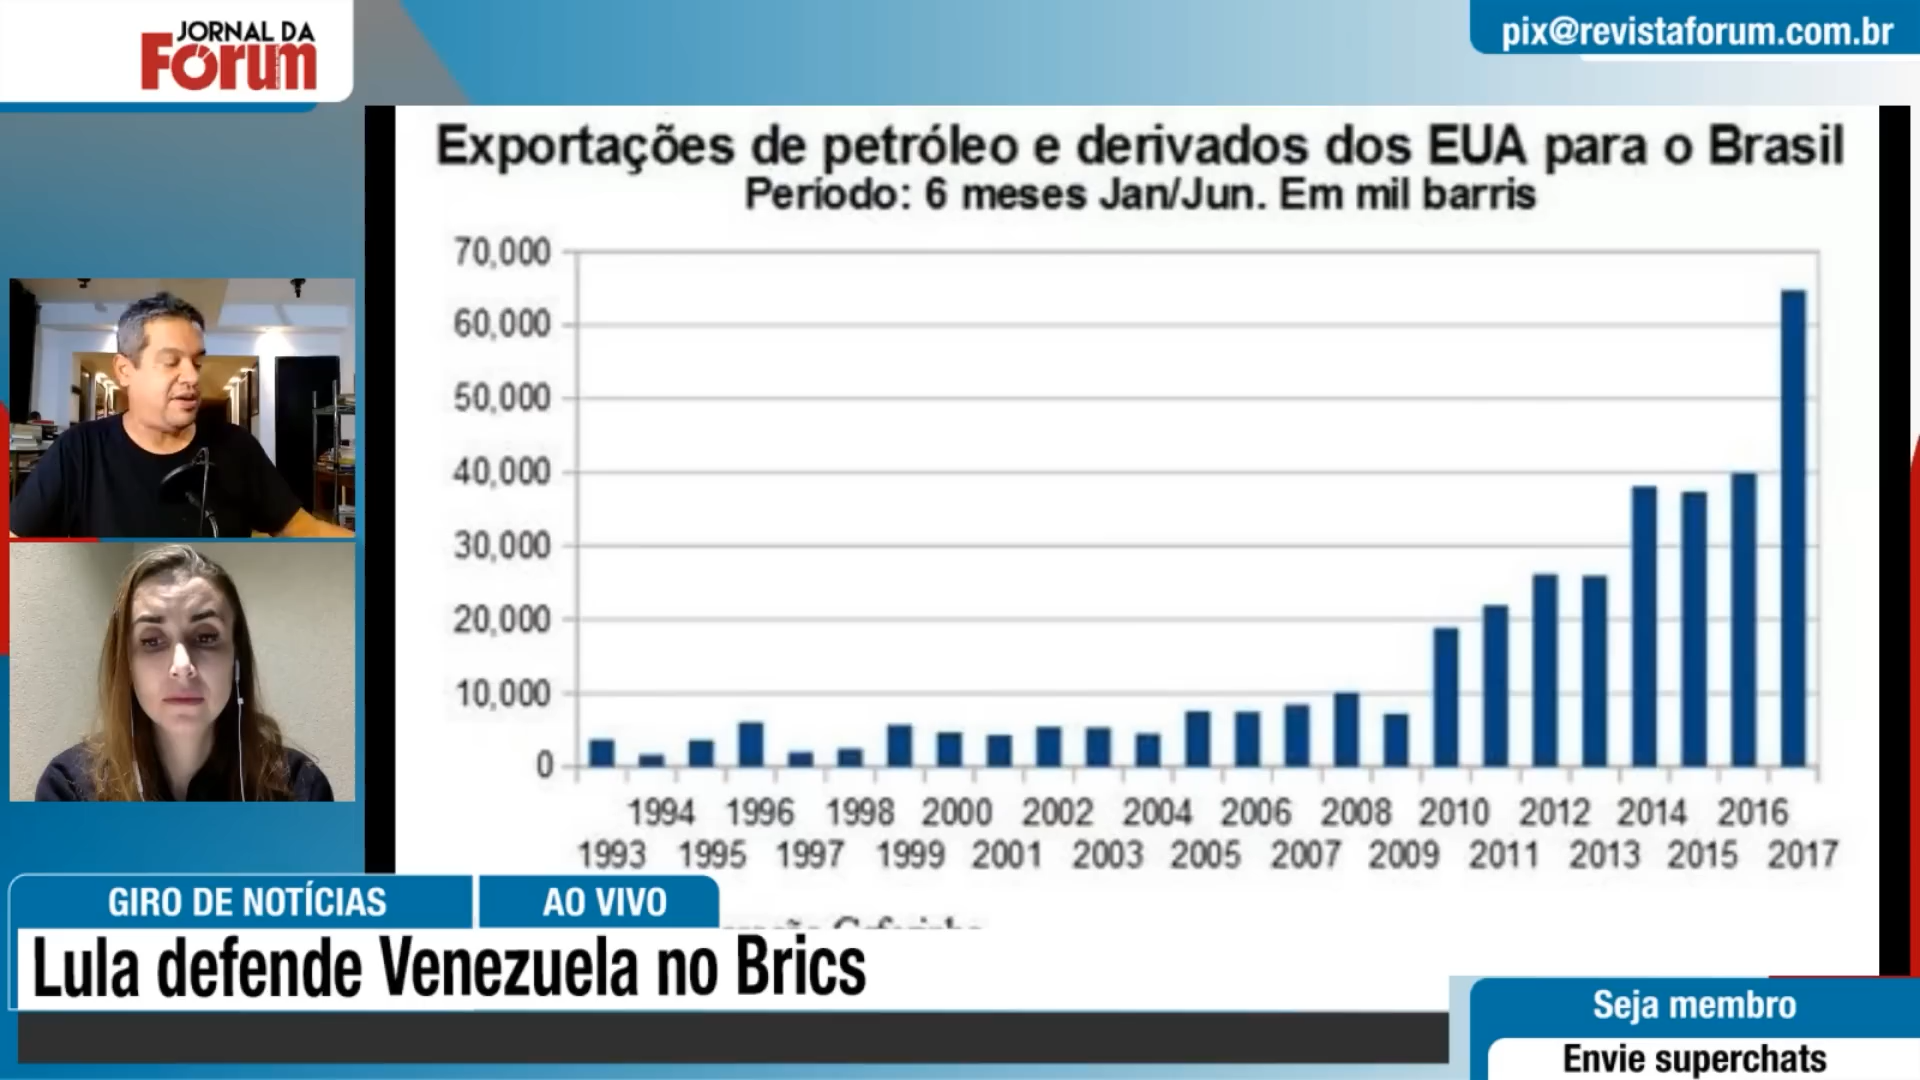 JORNAL DA
Fórum
pix@revistaforum.com.br
Exportações de petróleo e derivados dos EUA para o Brasil
Período: 6 meses Jan/Jun. Em mil barris
70,000
60,000
50,000
40,000
30,000
20,000
10,000
0
1994 1996 1998 2000 2002 2004 2006 2008 2010 2012 2014 2016
1993 1995 1997 1999 2001 2003 2005 2007 2009 2011 2013 2015 2017
GIRO DE NOTÍCIAS
AO VIVO
Lula defende Venezuela no Brics
Seja membro
Envie superchats